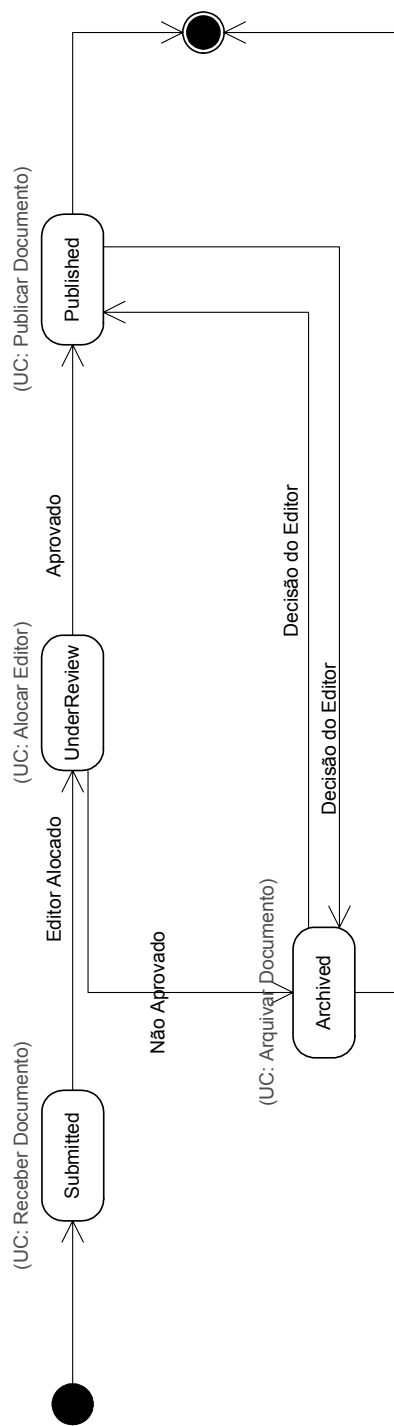 (UC: Receber Documento)
Submitted
Editor Alocado
(UC: Alocar Editor)
UnderReview
Aprovado
(UC: Publicar Documento)
Published
Não Aprovado
(UC: Arquivar Documento)
Archived
Decisão do Editor
Decisão do Editor